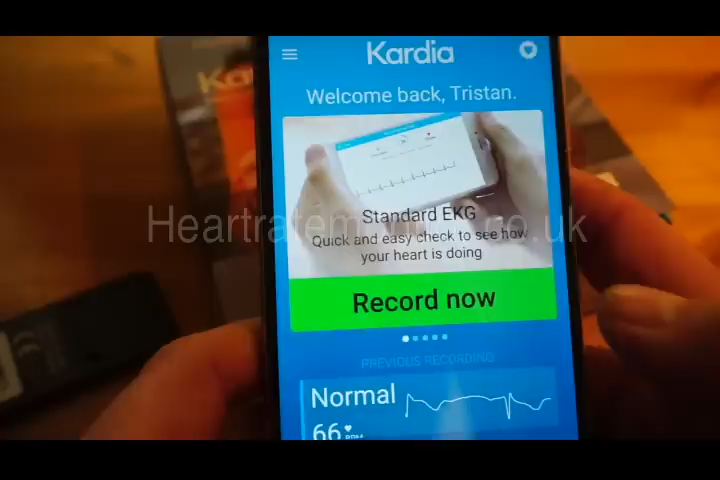 Kardia
Welcome back, Tristan.
Standard EKG
Quick and easy check to see how
your heart is doing
Record now
PREVIOUS RECORDING
Normal
66 BPM